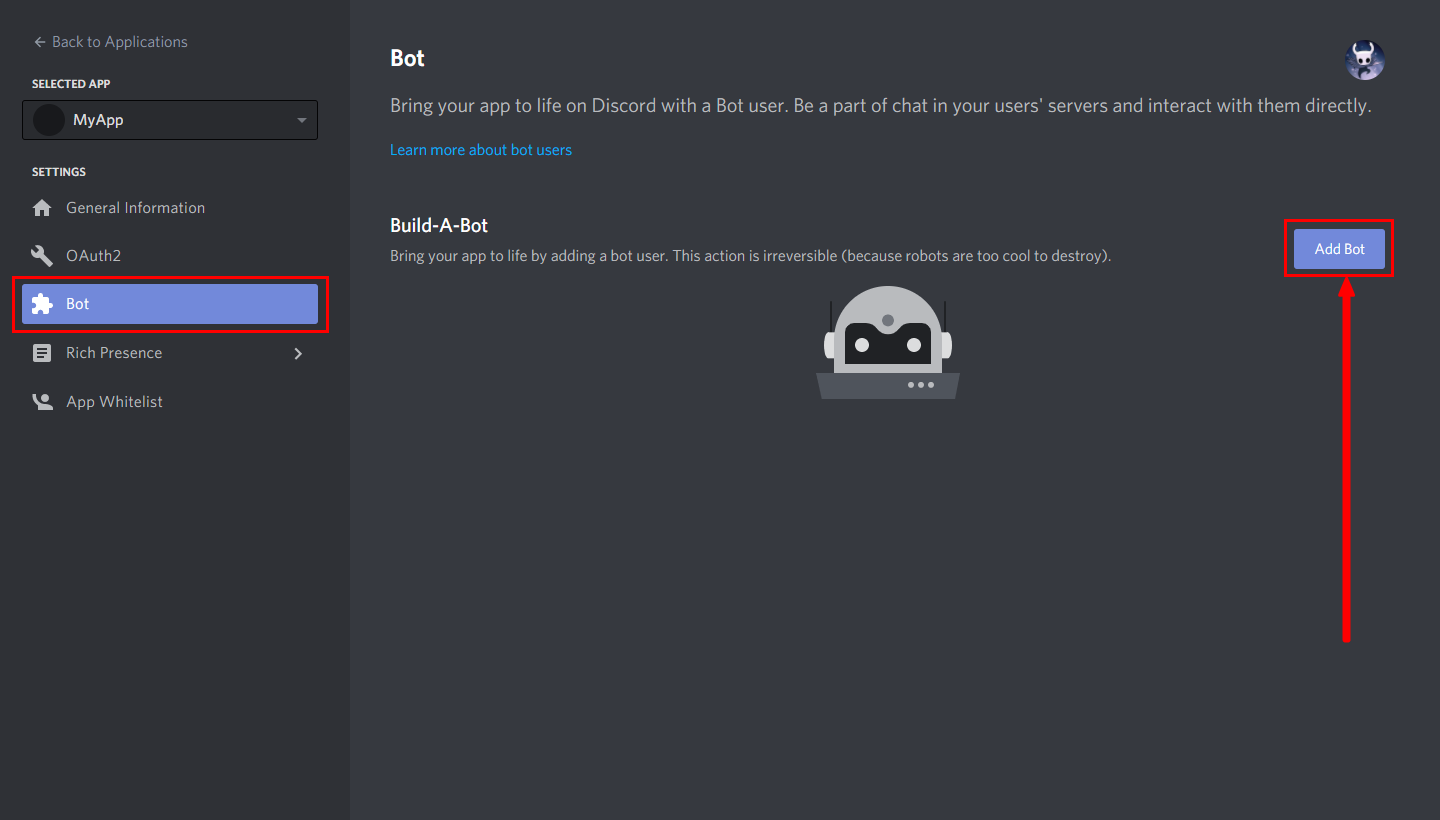 Back to Applications
SELECTED APP
MyApp
SETTINGS
General Information
OAuth2
Bot
Rich Presence
App Whitelist
Bot
Bring your app to life on Discord with a Bot user. Be a part of chat in your users' servers and interact with them directly.
Learn more about bot users
Build-A-Bot
Bring your app to life by adding a bot user. This action is irreversible (because robots are too cool to destroy).
Add Bot